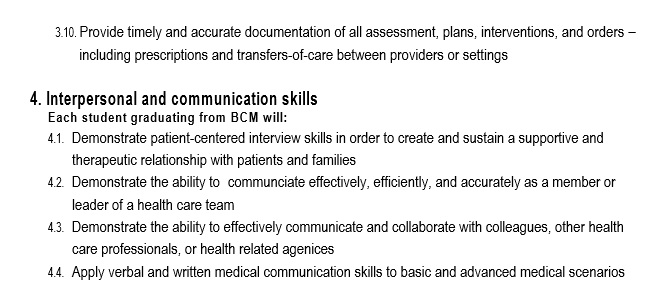 3.10. Provide timely and accurate documentation of all assessment, plans, interventions, and orders –
including prescriptions and transfers-of-care between providers or settings
4. Interpersonal and communication skills
Each student graduating from BCM will:
4.1. Demonstrate patient-centered interview skills in order to create and sustain a supportive and
therapeutic relationship with patients and families
4.2. Demonstrate the ability to  communciate effectively, efficiently, and accurately as a member or
leader of a health care team
4.3. Demonstrate the ability to effectively communicate and collaborate with colleagues, other health
care professionals, or health related agenices
4.4. Apply verbal and written medical communication skills to basic and advanced medical scenarios